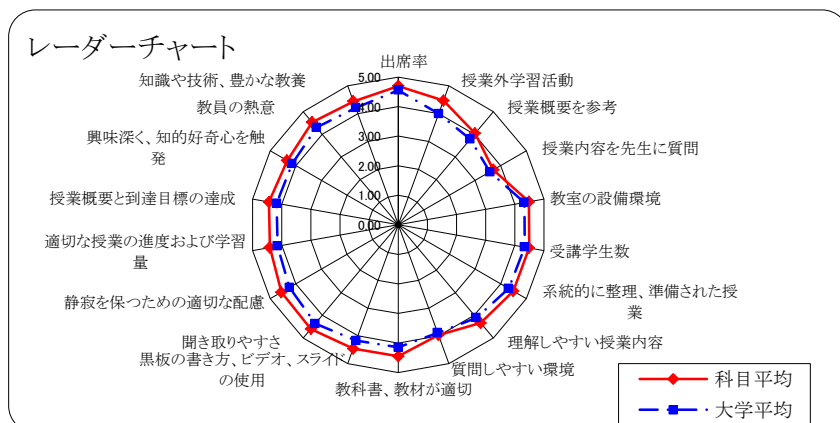 レーダーチャート
出席率
授業外学習活動
授業概要を参考
授業内容を先生に質問
教室の設備環境
受講学生数
系統的に整理、準備された授
業
理解しやすい授業内容
質問しやすい環境
教科書、教材が適切
黒板の書き方、ビデオ、スライド
の使用
聞き取りやすさ
静寂を保つための適切な配慮
適切な授業の進度および学習
量
授業概要と到達目標の達成
興味深く、知的好奇心を触
発
教員の熱意
知識や技術、豊かな教養
5.00
4.00
3.00
2.00
1.00
0.00
科目平均
大学平均